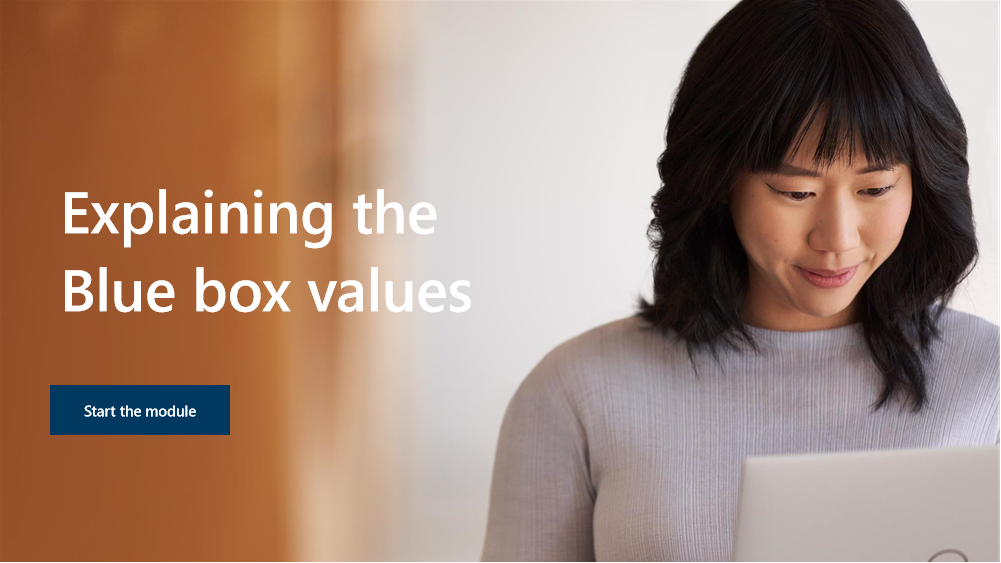 Explaining the
Blue box values
Start the module